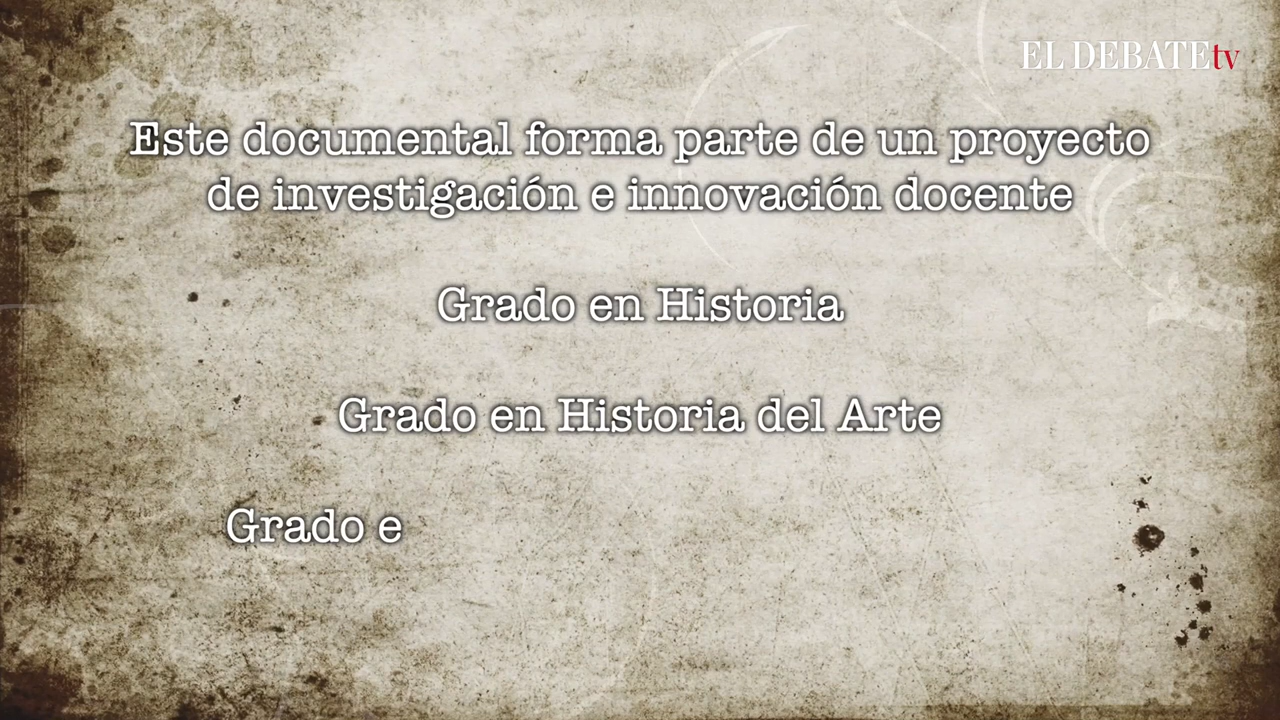 EL DEBATEtv
Este documental forma parte de un proyecto
de investigación e innovación docente
Grado en Historia
Grado en Historia del Arte
Grado e